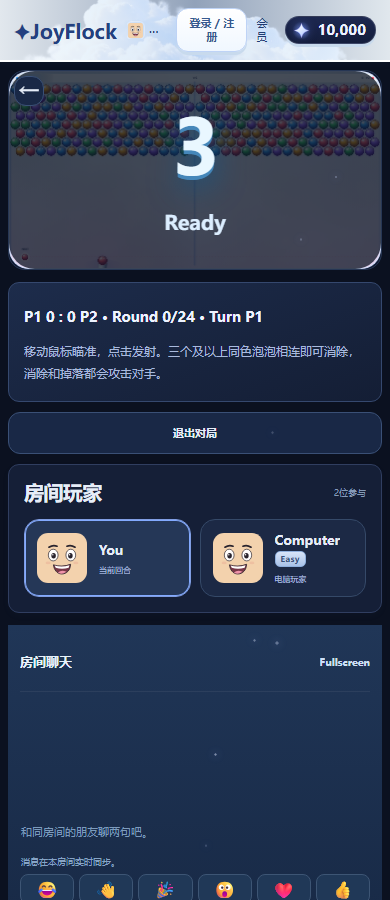 ✦JoyFlock
...
登录 / 注册
会员
10,000
3
Ready
P1 0 : 0 P2 • Round 0/24 • Turn P1
移动鼠标瞄准，点击发射。三个及以上同色泡泡相连即可消除，
消除和掉落都会攻击对手。
退出对局
房间玩家
2位参与
You
当前回合
Computer
Easy
电脑玩家
房间聊天
Fullscreen
和同房间的朋友聊两句吧。
消息在本房间实时同步。